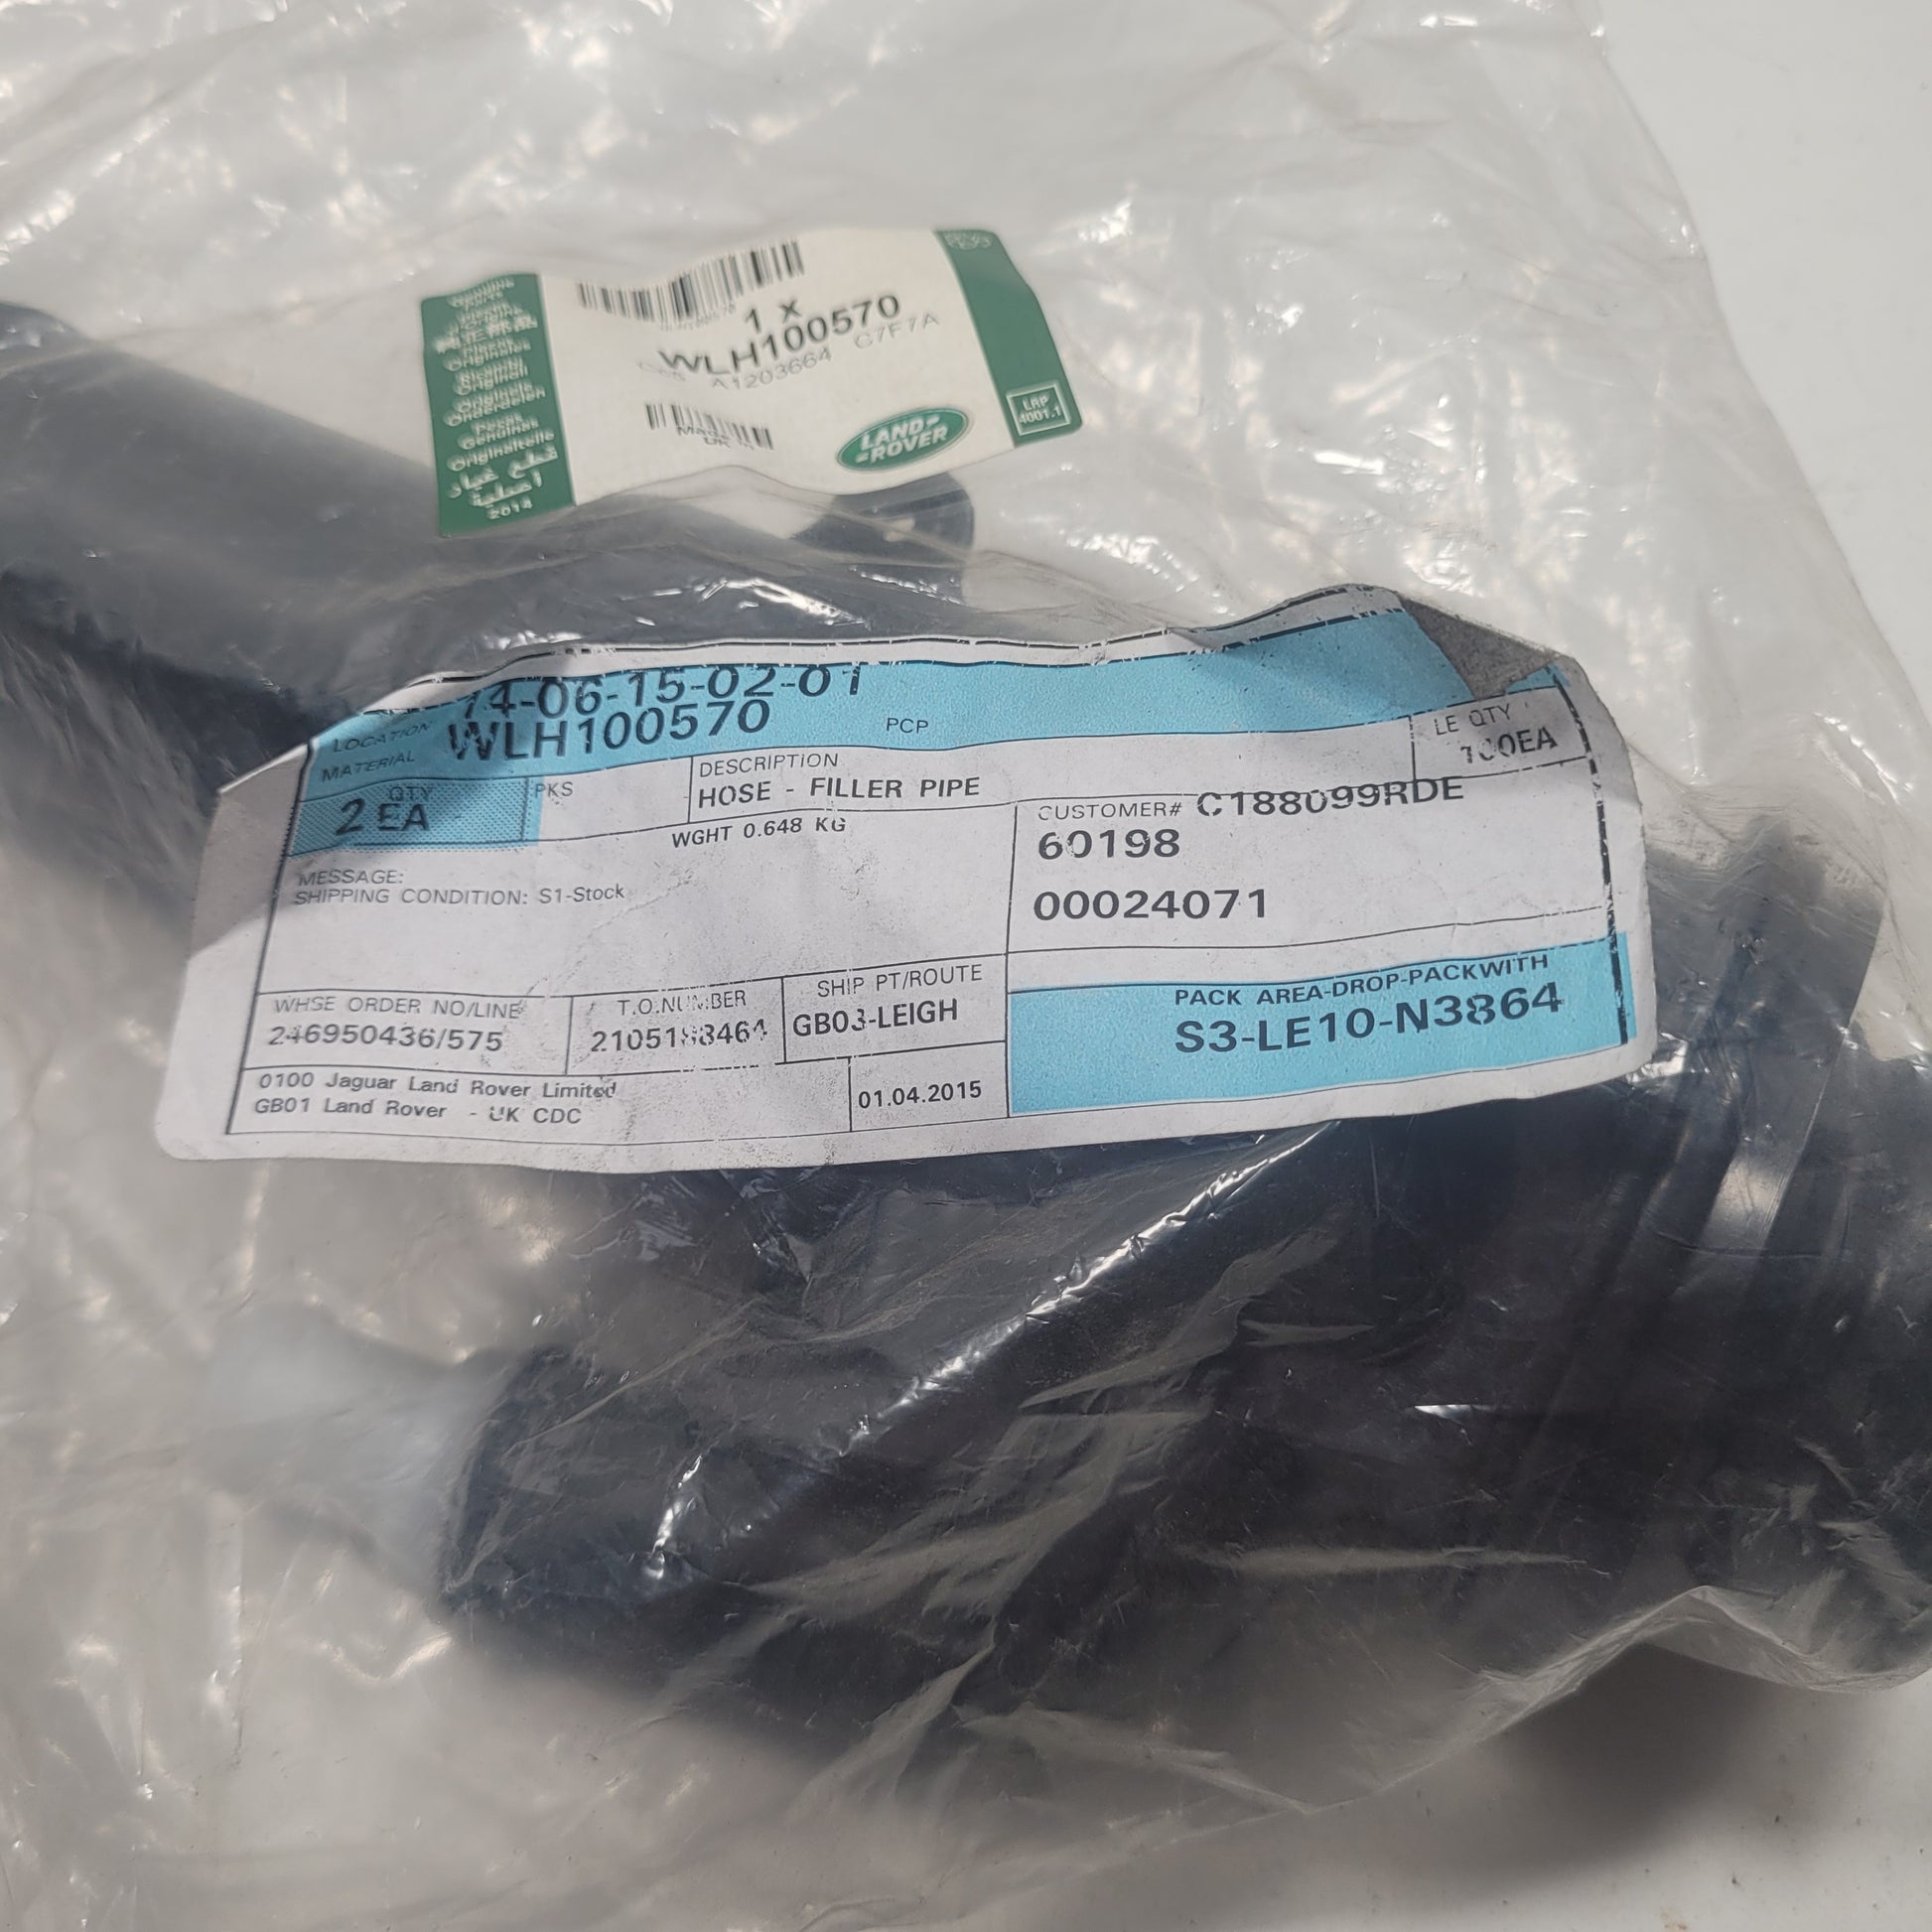 1 X
WLH100570
A1203664 C7F7A
LAND-
-ROVER
LRP
4001.1
Originalteile
قطع غيار
أصلية
2014
74-06-15-02-01
LOCATION
MATERIAL WLH100570 PCP
LE QTY
100EA
QTY
2 EA
PKS
DESCRIPTION
HOSE - FILLER PIPE
WGHT 0.648 KG
CUSTOMER# C188099RDE
60198
00024071
MESSAGE:
SHIPPING CONDITION: S1-Stock
WHSE ORDER NO/LINE
246950436/575
T.O.NUMBER
2105188464
SHIP PT/ROUTE
GB03-LEIGH
PACK AREA-DROP-PACKWITH
S3-LE10-N3864
0100 Jaguar Land Rover Limited
GB01 Land Rover - UK CDC
01.04.2015